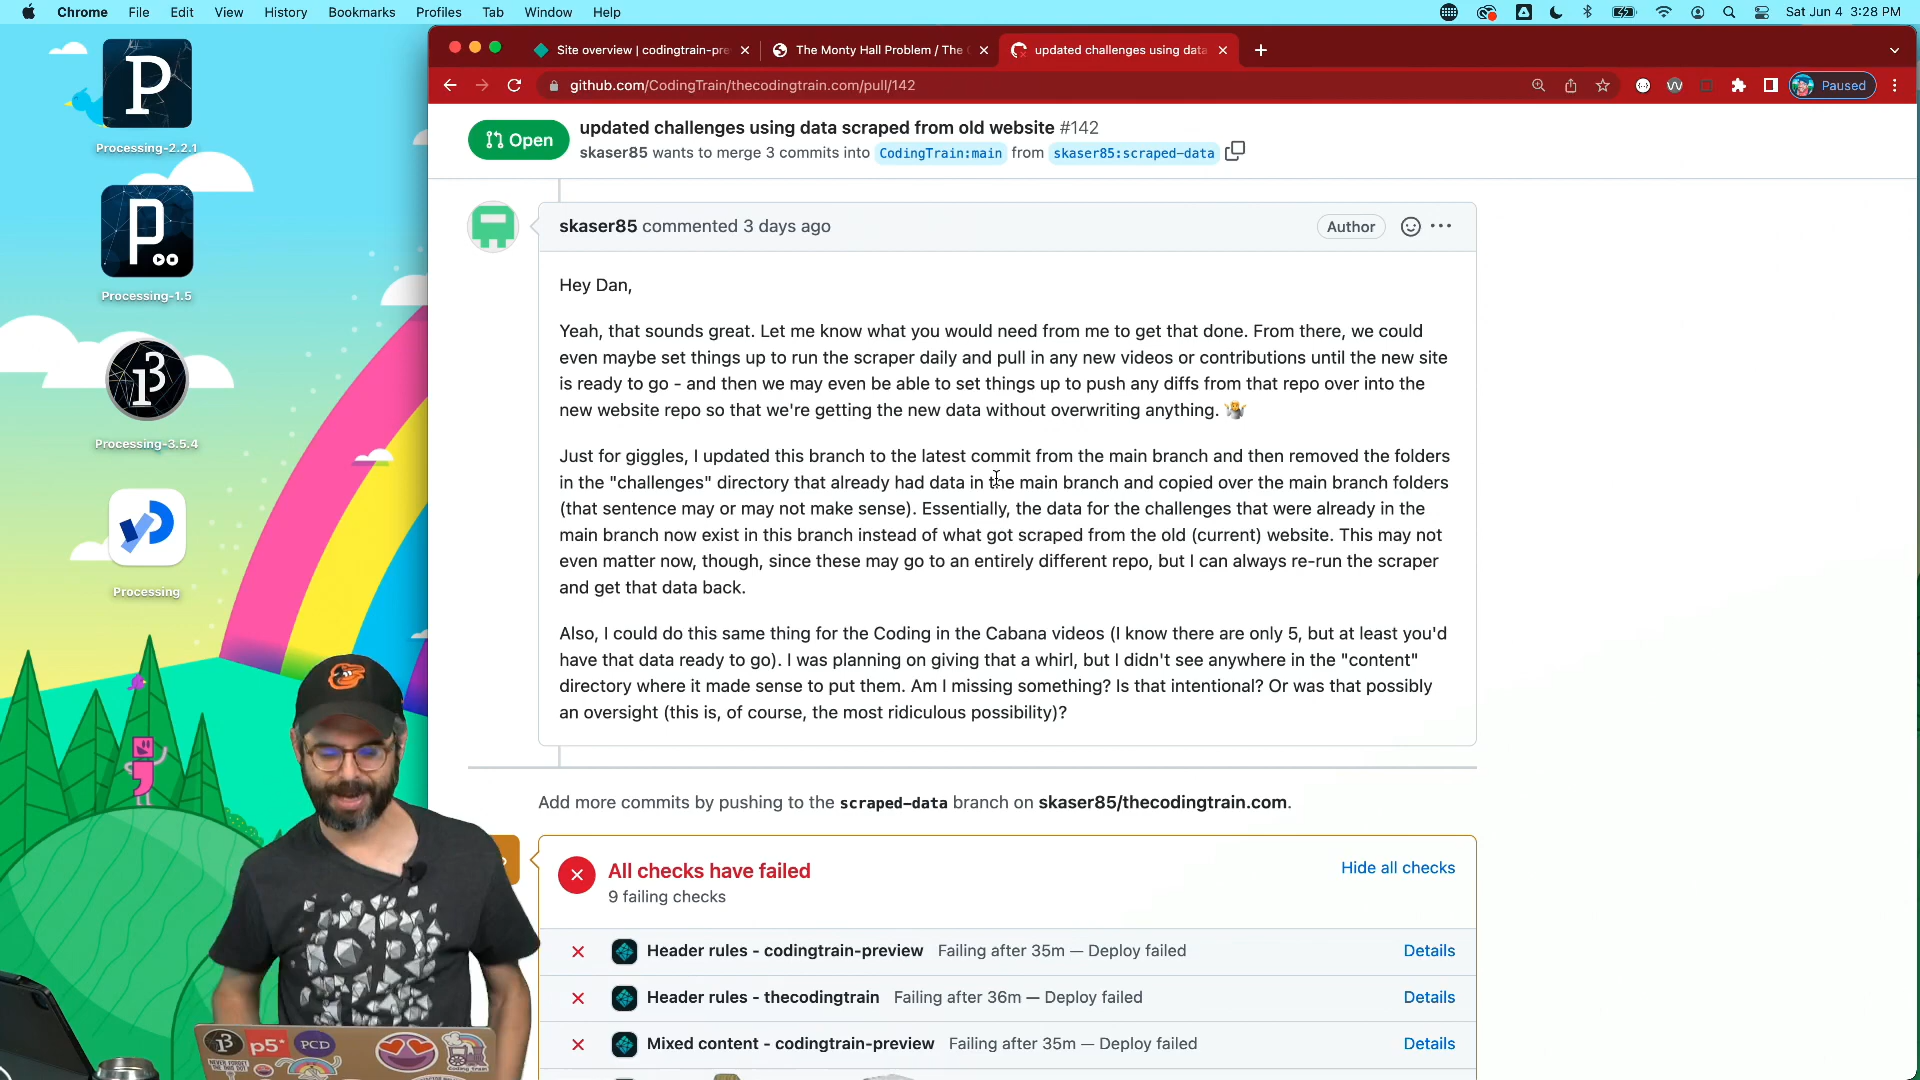 Chrome File Edit View History Bookmarks Profiles Tab Window Help
Sat Jun 4 3:28 PM
Site overview | codingtrain-pre
The Monty Hall Problem / The
updated challenges using data
github.com/CodingTrain/thecodingtrain.com/pull/142
Paused
Open
updated challenges using data scraped from old website #142
skaser85 wants to merge 3 commits into CodingTrain:main from skaser85:scraped-data
skaser85 commented 3 days ago
Author
Hey Dan,
Yeah, that sounds great. Let me know what you would need from me to get that done. From there, we could
even maybe set things up to run the scraper daily and pull in any new videos or contributions until the new site
is ready to go - and then we may even be able to set things up to push any diffs from that repo over into the
new website repo so that we're getting the new data without overwriting anything. 🤷
Just for giggles, I updated this branch to the latest commit from the main branch and then removed the folders
in the "challenges" directory that already had data in the main branch and copied over the main branch folders
(that sentence may or may not make sense). Essentially, the data for the challenges that were already in the
main branch now exist in this branch instead of what got scraped from the old (current) website. This may not
even matter now, though, since these may go to an entirely different repo, but I can always re-run the scraper
and get that data back.
Also, I could do this same thing for the Coding in the Cabana videos (I know there are only 5, but at least you'd
have that data ready to go). I was planning on giving that a whirl, but I didn't see anywhere in the "content"
directory where it made sense to put them. Am I missing something? Is that intentional? Or was that possibly
an oversight (this is, of course, the most ridiculous possibility)?
Add more commits by pushing to the scraped-data branch on skaser85/thecodingtrain.com.
All checks have failed
Hide all checks
9 failing checks
Header rules - codingtrain-preview Failing after 35m — Deploy failed
Details
Header rules - thecodingtrain Failing after 36m — Deploy failed
Details
Mixed content - codingtrain-preview Failing after 35m — Deploy failed
Details
P
Processing-2.2.1
P
Processing-1.5
Processing-3.5.4
Processing
p5*
PCD